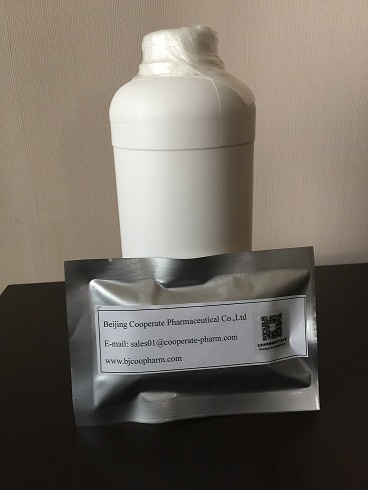 Beijing Cooperate Pharmaceutical Co.,Ltd
E-mail: sales01@cooperate-pharm.com
www.bjcoopharm.com